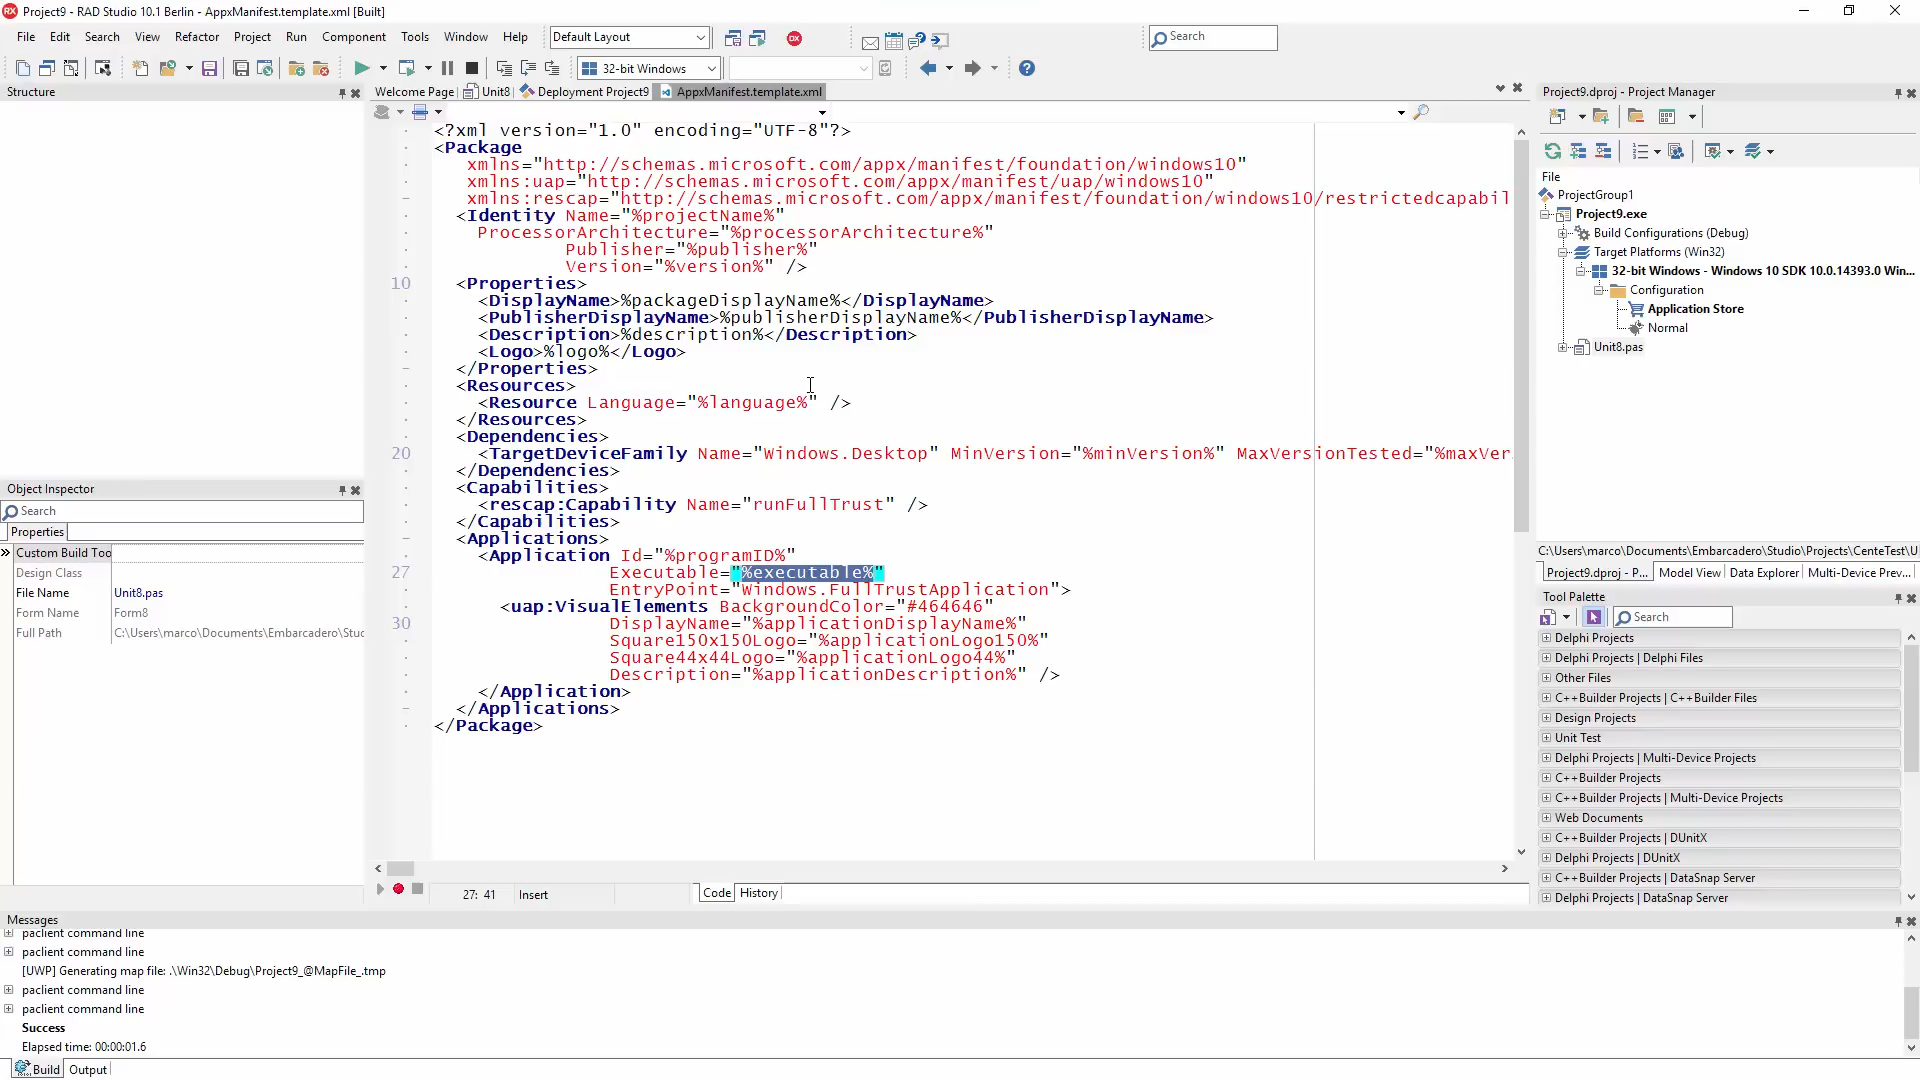 Project9 - RAD Studio 10.1 Berlin - AppxManifest.template.xml [Built]
File Edit Search View Refactor Project Run Component Tools Window Help
Default Layout
Search
32-bit Windows
Structure
Welcome Page Unit8 Deployment Project9 AppxManifest.template.xml
<?xml version="1.0" encoding="UTF-8"?>
<Package
xmlns="http://schemas.microsoft.com/appx/manifest/foundation/windows10"
xmlns:uap="http://schemas.microsoft.com/appx/manifest/uap/windows10"
xmlns:rescap="http://schemas.microsoft.com/appx/manifest/foundation/windows10/restrictedcapabil
<Identity Name="%projectName%"
ProcessorArchitecture="%processorArchitecture%"
Publisher="%publisher%"
Version="%version%" />
10 <Properties>
<DisplayName>%packageDisplayName%</DisplayName>
<PublisherDisplayName>%publisherDisplayName%</PublisherDisplayName>
<Description>%description%</Description>
<Logo>%logo%</Logo>
</Properties>
<Resources>
<Resource Language="%language%" />
</Resources>
<Dependencies>
20 <TargetDeviceFamily Name="Windows.Desktop" MinVersion="%minVersion%" MaxVersionTested="%maxVer
</Dependencies>
<Capabilities>
<rescap:Capability Name="runFullTrust" />
</Capabilities>
<Applications>
<Application Id="%programID%"
27 Executable="%executable%"
EntryPoint="Windows.FullTrustApplication">
<uap:VisualElements BackgroundColor="#464646"
30 DisplayName="%applicationDisplayName%"
Square150x150Logo="%applicationLogo150%"
Square44x44Logo="%applicationLogo44%"
Description="%applicationDescription%" />
</Application>
</Applications>
</Package>
27: 41 Insert
Code History
Object Inspector
Search
Properties
Custom Build Too
Design Class
File Name Unit8.pas
Form Name Form8
Full Path C:\Users\marco\Documents\Embarcadero\Stuc
Project9.dproj - Project Manager
File
ProjectGroup1
Project9.exe
Build Configurations (Debug)
Target Platforms (Win32)
32-bit Windows - Windows 10 SDK 10.0.14393.0 Win...
Configuration
Application Store
Normal
Unit8.pas
C:\Users\marco\Documents\Embarcadero\Studio\Projects\CenteTest\U
Project9.dproj - P... Model View Data Explorer Multi-Device Prev...
Tool Palette
Search
Delphi Projects
Delphi Projects | Delphi Files
Other Files
C++Builder Projects | C++Builder Files
Design Projects
Unit Test
Delphi Projects | Multi-Device Projects
C++Builder Projects
C++Builder Projects | Multi-Device Projects
Web Documents
C++Builder Projects | DUnitX
Delphi Projects | DUnitX
C++Builder Projects | DataSnap Server
Delphi Projects | DataSnap Server
Messages
paclient command line
paclient command line
[UWP] Generating map file: .\Win32\Debug\Project9_@MapFile_.tmp
paclient command line
paclient command line
Success
Elapsed time: 00:00:01.6
Build Output